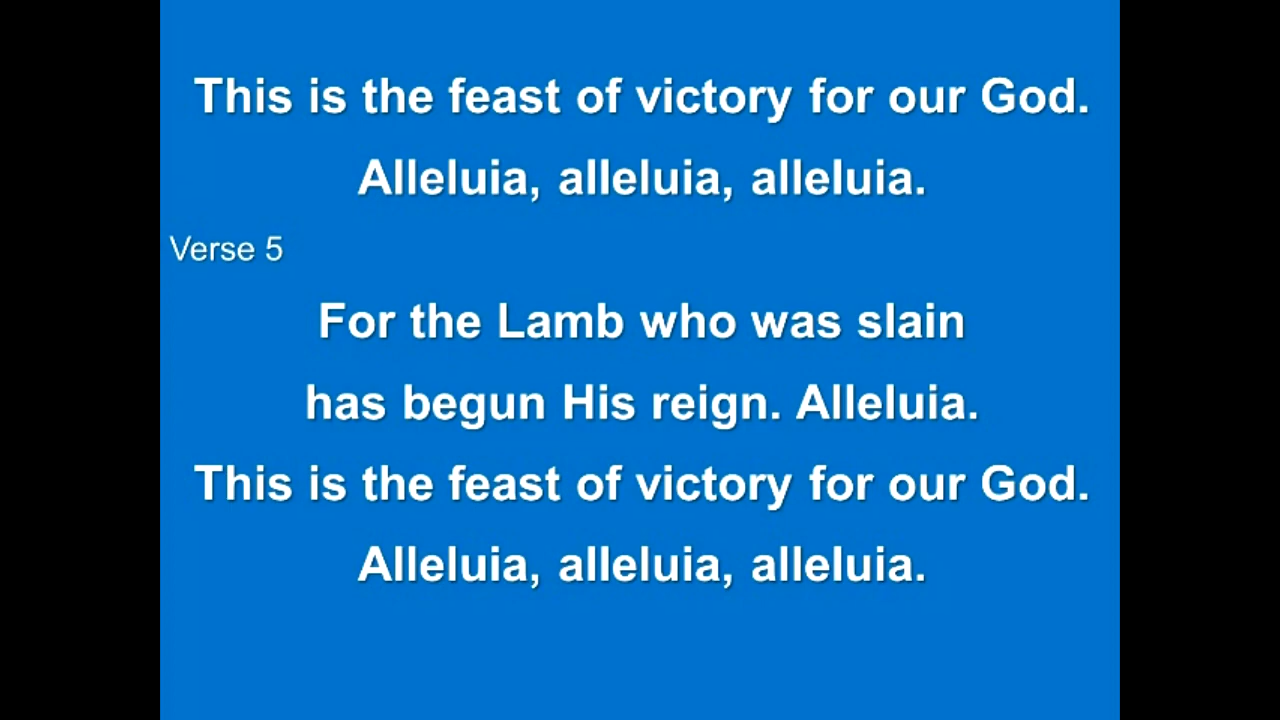 This is the feast of victory for our God.
Alleluia, alleluia, alleluia.
Verse 5
For the Lamb who was slain
has begun His reign. Alleluia.
This is the feast of victory for our God.
Alleluia, alleluia, alleluia.